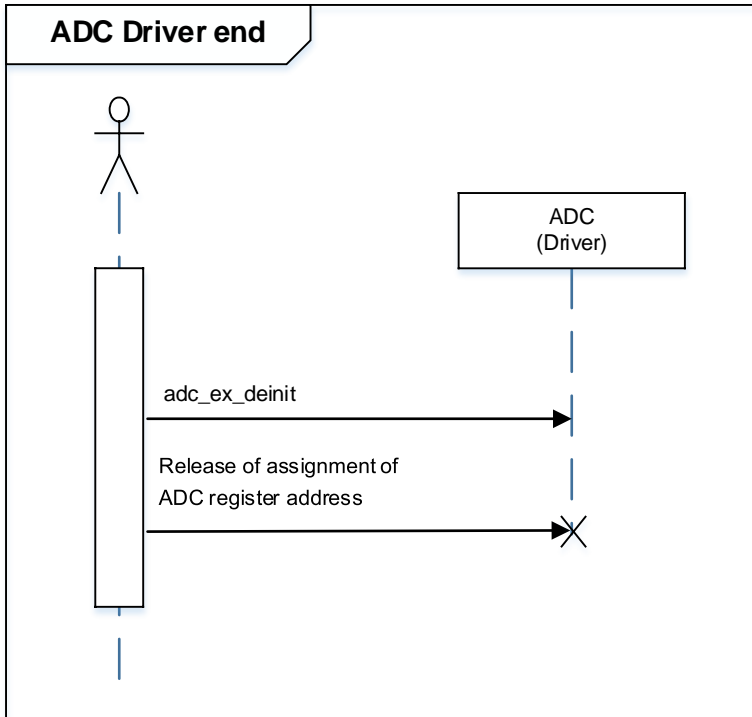 ADC Driver end
ADC
(Driver)
adc_ex_deinit
Release of assignment of
ADC register address